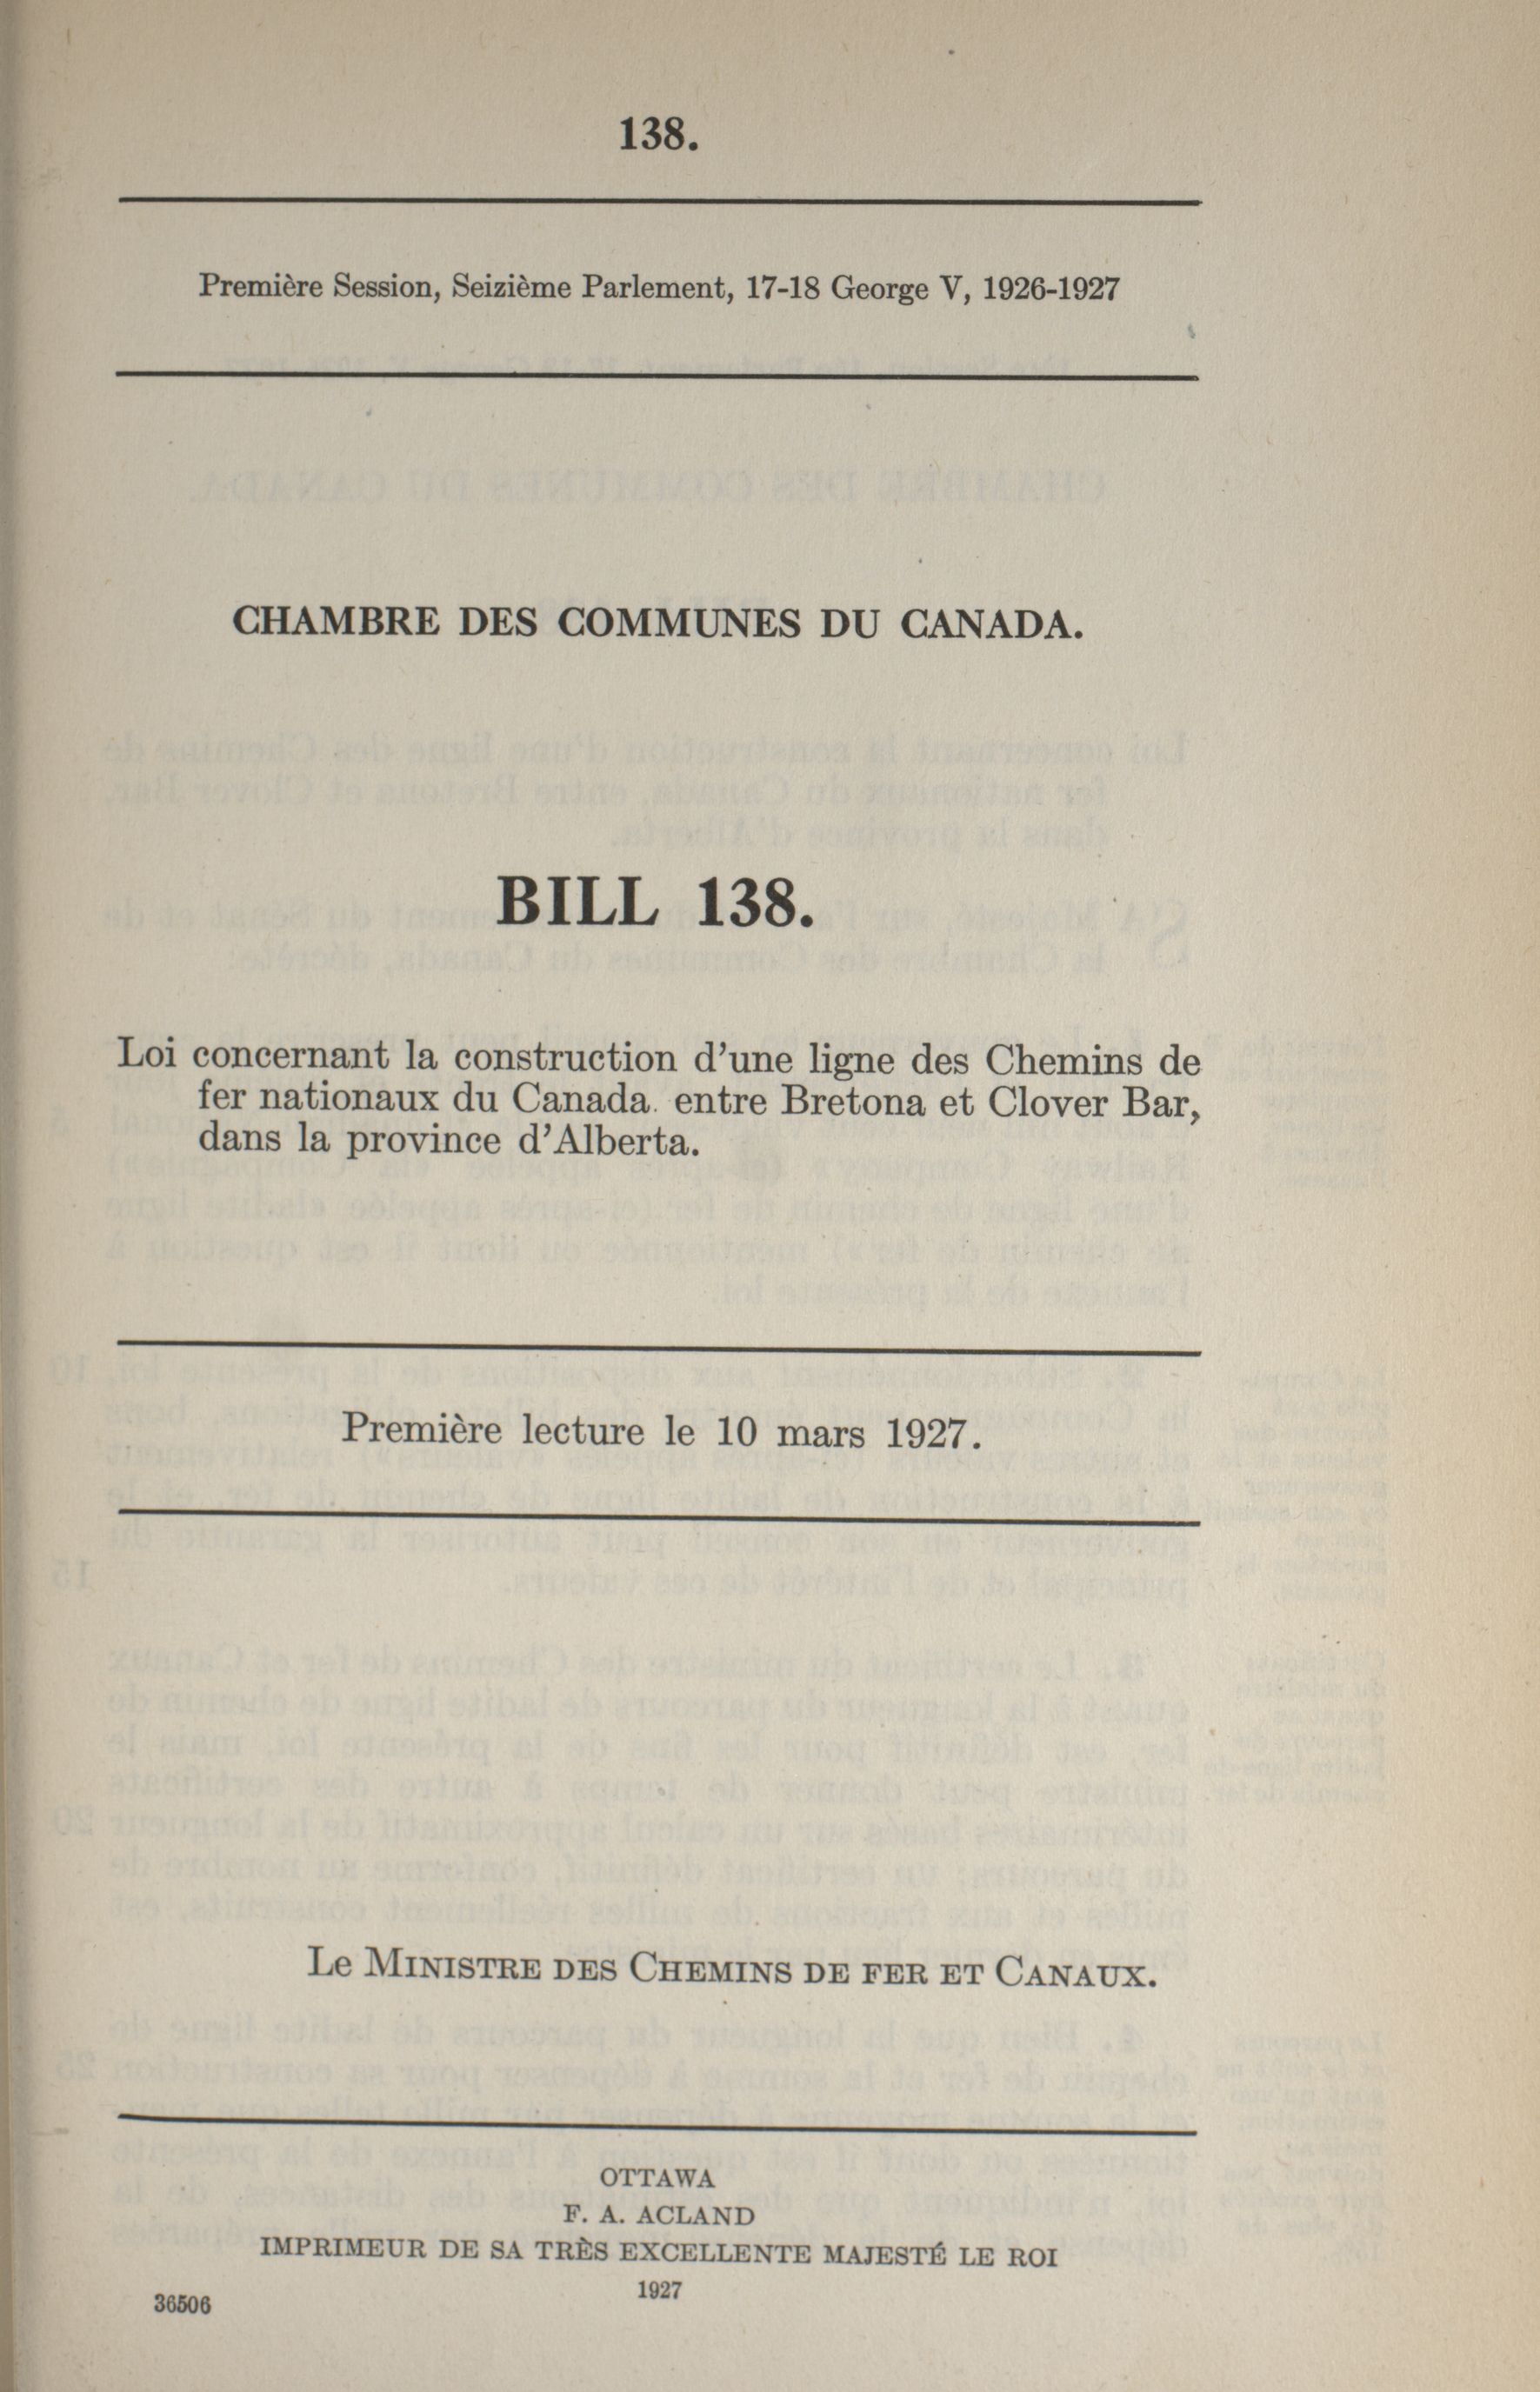 138.
Première Session, Seizième Parlement, 17-18 George V, 1926-1927
CHAMBRE DES COMMUNES DU CANADA.
BILL 138.
Loi concernant la construction d'une ligne des Chemins de
fer nationaux du Canada. entre Bretona et Clover Bar,
dans la province d'Alberta.
Première lecture le 10 mars 1927.
Le Ministre des Chemins de fer et Canaux.
OTTAWA
F. A. ACLAND
IMPRIMEUR DE SA TRÈS EXCELLENTE MAJESTÉ LE ROI
1927
36506